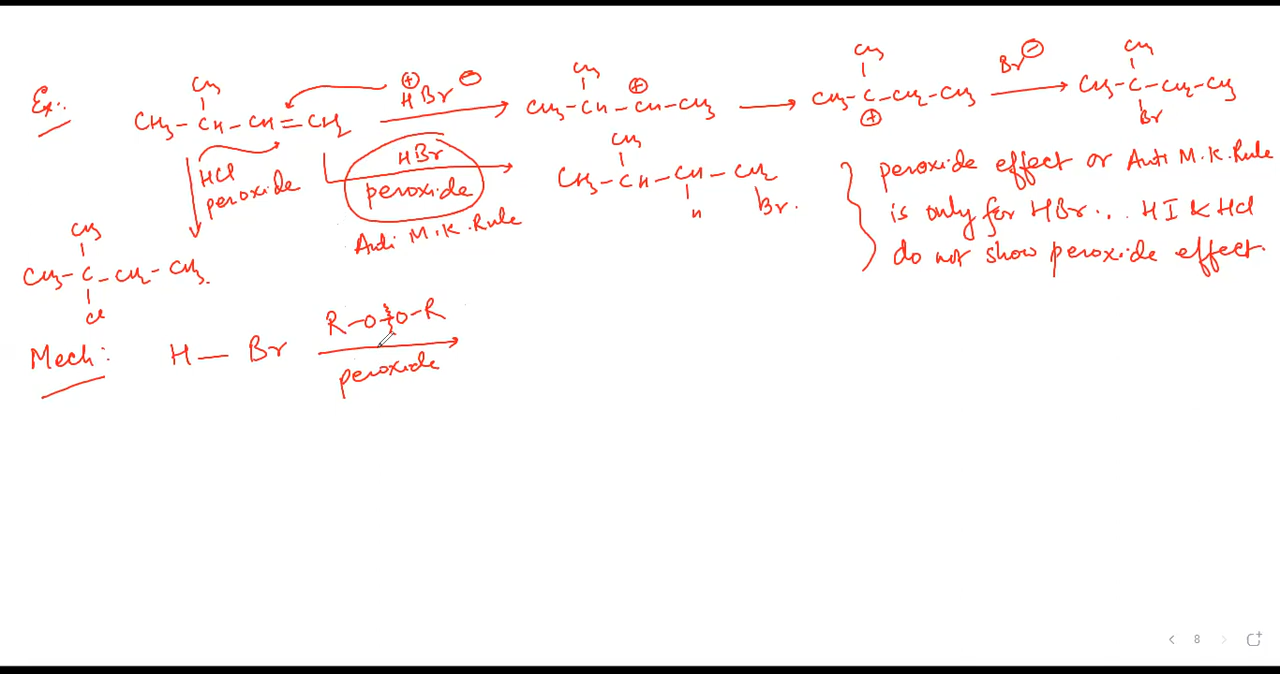 Ex:.
CH3 CH3 CH3 CH3
CH3 - CH - CH = CH2 H⊕Br⊖ CH3 - CH - CH⊕ - CH3 CH3 - C⊕ - CH2 - CH3 Br⊖ CH3 - C - CH2 - CH3
Br
HCl peroxide
HBr
peroxide
Anti M.K. Rule
CH3
CH3 - CH - CH - CH2
H Br.
peroxide effect or Anti M.K. Rule
is only for HBr... HI & HCl
do not show peroxide effect.
CH3
CH3 - C - CH2 - CH3.
Cl
Mech: H — Br R - O - O - R
peroxide
8